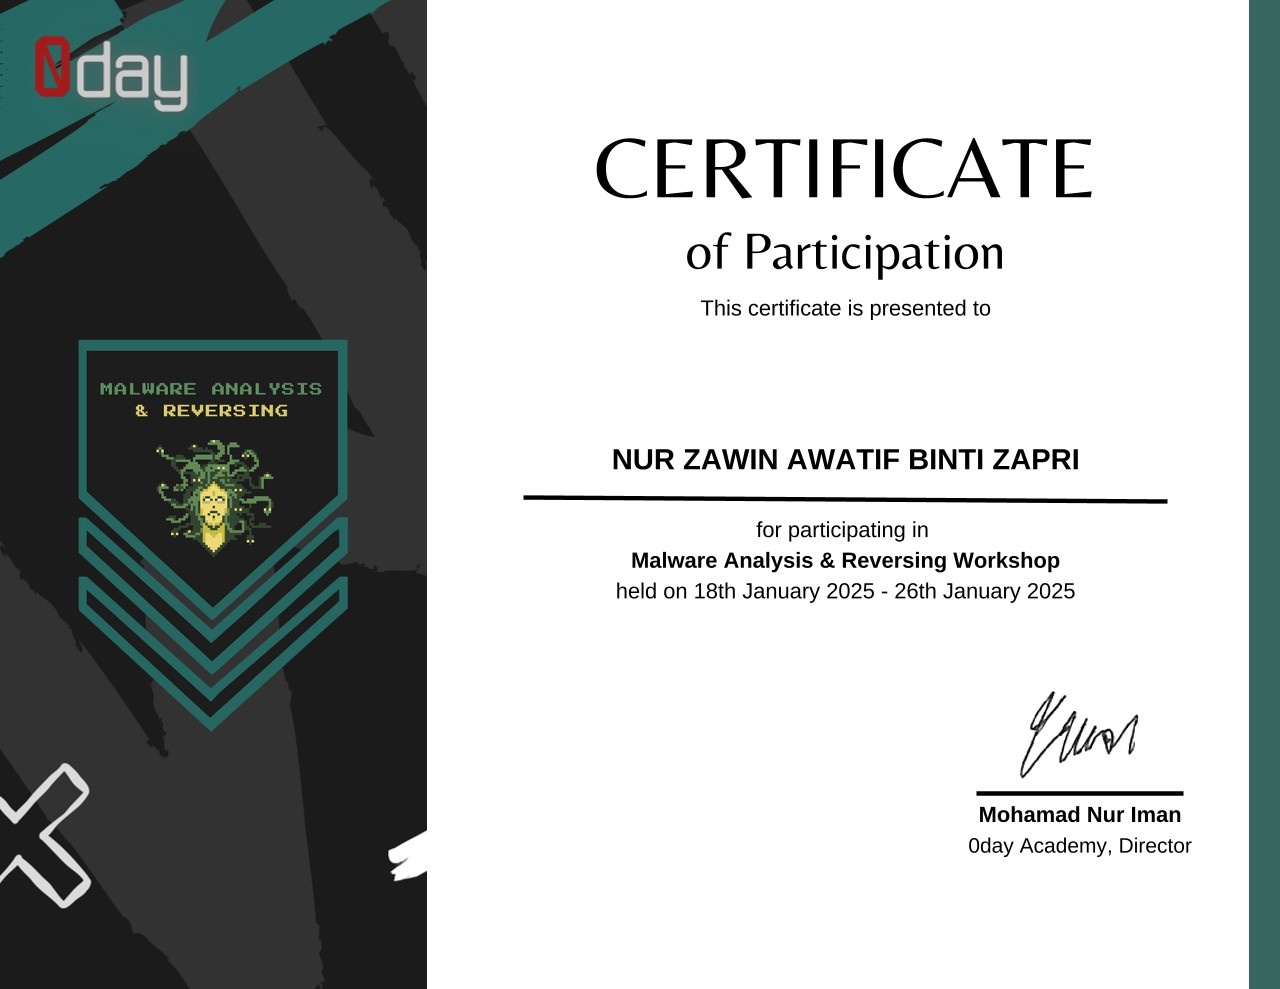 0day
MALWARE ANALYSIS
& REVERSING
CERTIFICATE
of Participation
This certificate is presented to
NUR ZAWIN AWATIF BINTI ZAPRI
for participating in
Malware Analysis & Reversing Workshop
held on 18th January 2025 - 26th January 2025
Mohamad Nur Iman
0day Academy, Director